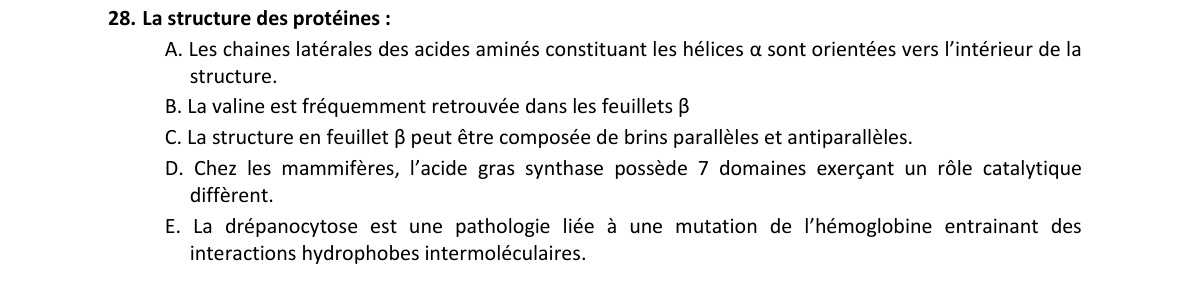 28. La structure des protéines :
A. Les chaines latérales des acides aminés constituant les hélices α sont orientées vers l’intérieur de la
structure.
B. La valine est fréquemment retrouvée dans les feuillets β
C. La structure en feuillet β peut être composée de brins parallèles et antiparallèles.
D. Chez les mammifères, l’acide gras synthase possède 7 domaines exerçant un rôle catalytique
diffèrent.
E. La drépanocytose est une pathologie liée à une mutation de l’hémoglobine entrainant des
interactions hydrophobes intermoléculaires.